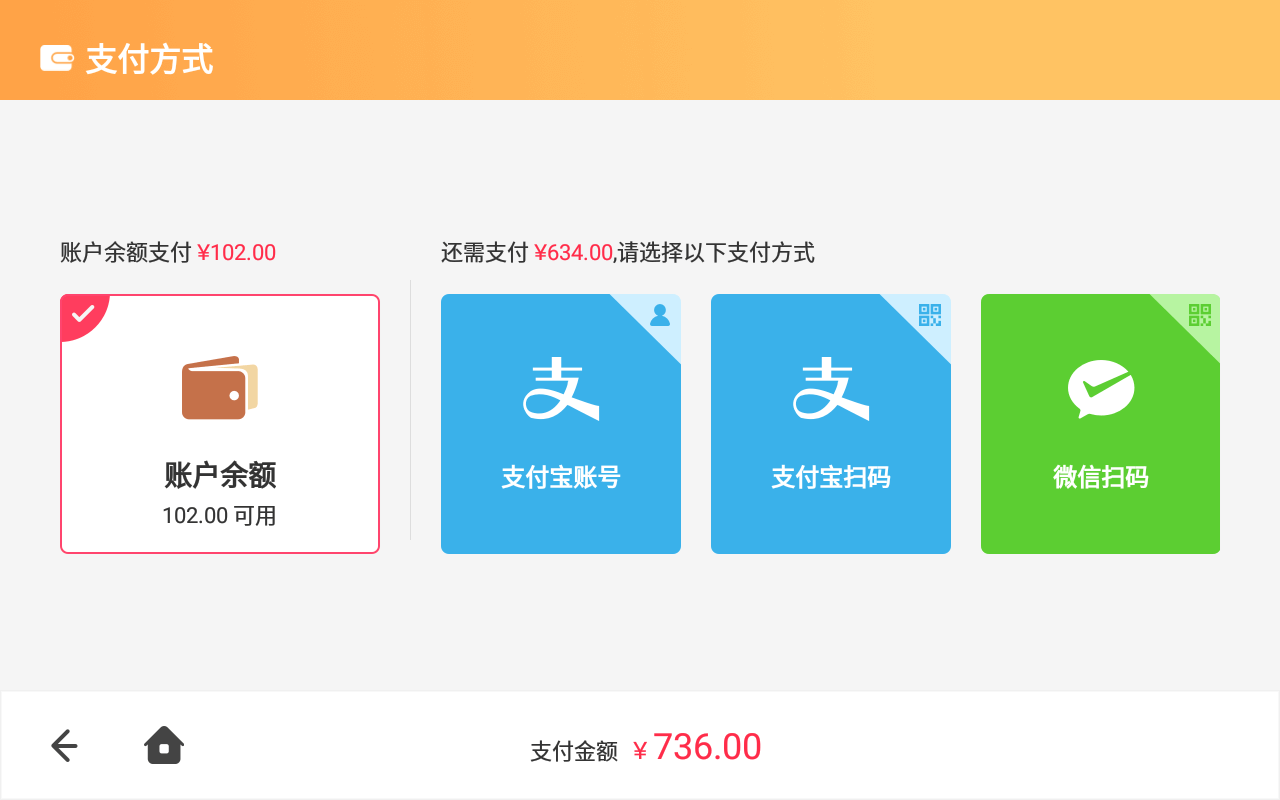 支付方式
账户余额支付 ¥102.00
还需支付 ¥634.00,请选择以下支付方式
账户余额
102.00 可用
支付宝账号
支付宝扫码
微信扫码
支付金额 ¥ 736.00